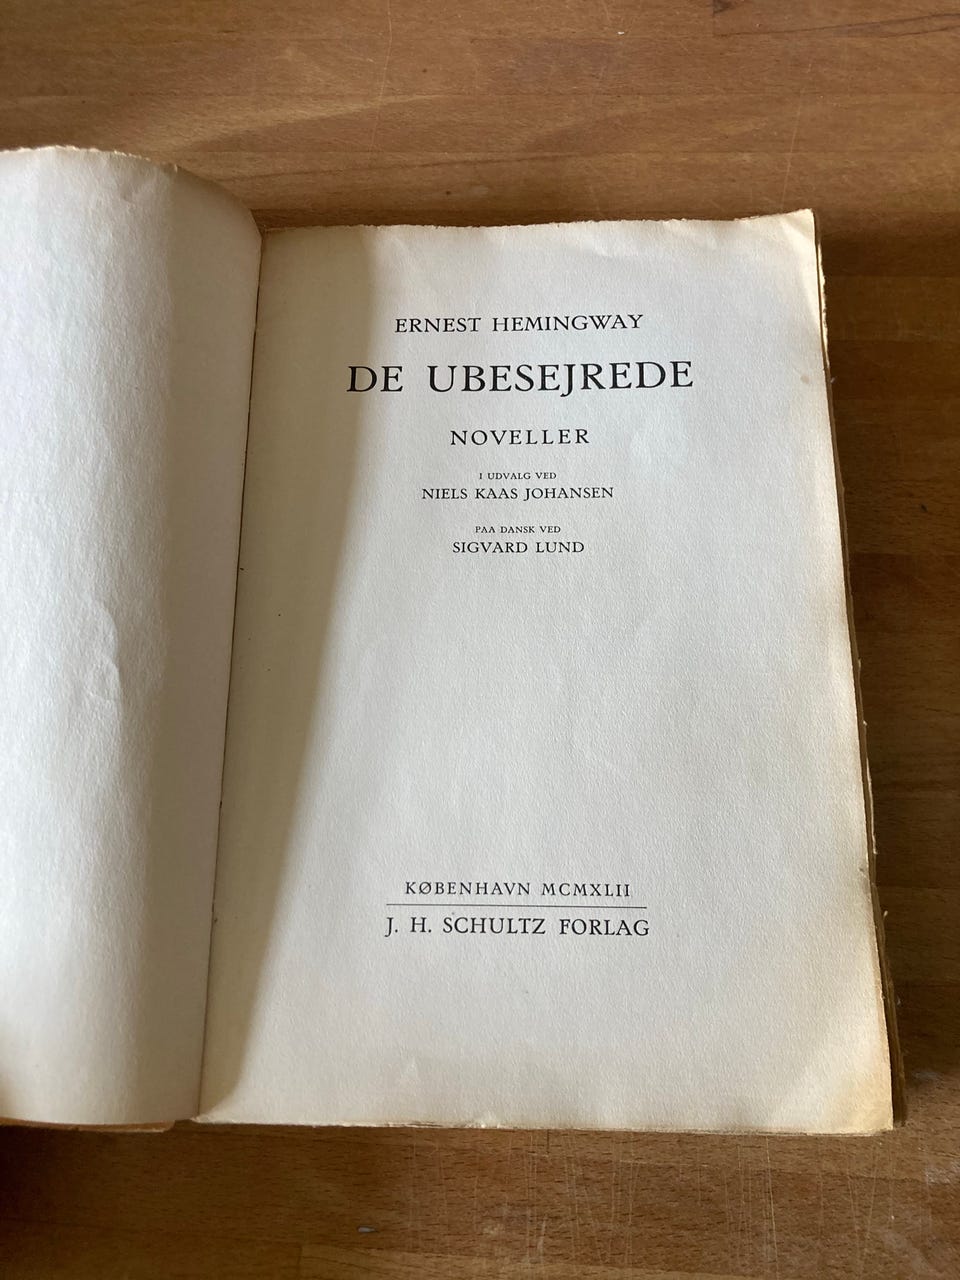 ERNEST HEMINGWAY
DE UBESEJREDE
NOVELLER
I UDVALG VED
NIELS KAAS JOHANSEN
PAA DANSK VED
SIGVARD LUND
KØBENHAVN MCMXLII
J. H. SCHULTZ FORLAG